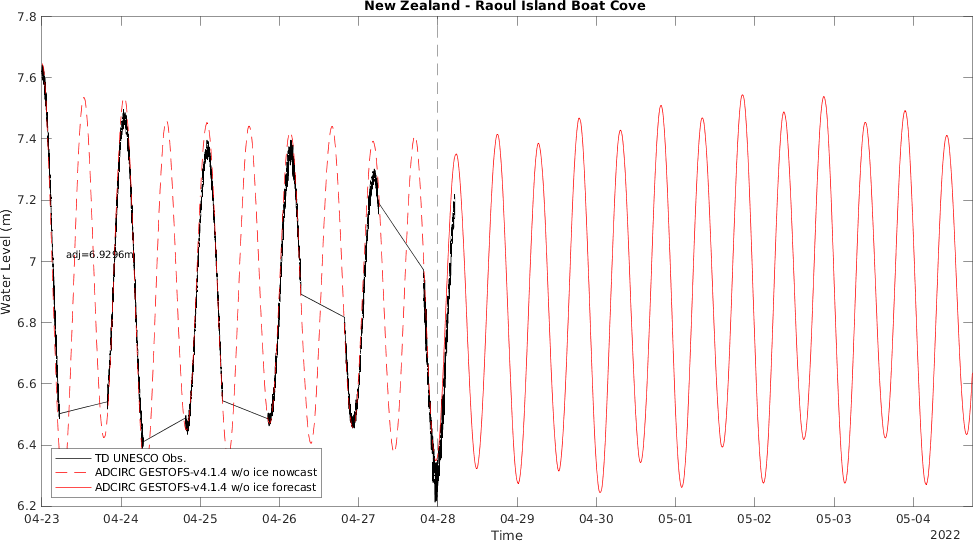 New Zealand - Raoul Island Boat Cove
7.8
7.6
7.4
7.2
7
6.8
6.6
6.4
6.2
Water Level (m)
adj=6.9296m
TD UNESCO Obs.
ADCIRC GESTOFS-v4.1.4 w/o ice nowcast
ADCIRC GESTOFS-v4.1.4 w/o ice forecast
04-23 04-24 04-25 04-26 04-27 04-28 04-29 04-30 05-01 05-02 05-03 05-04
Time
2022